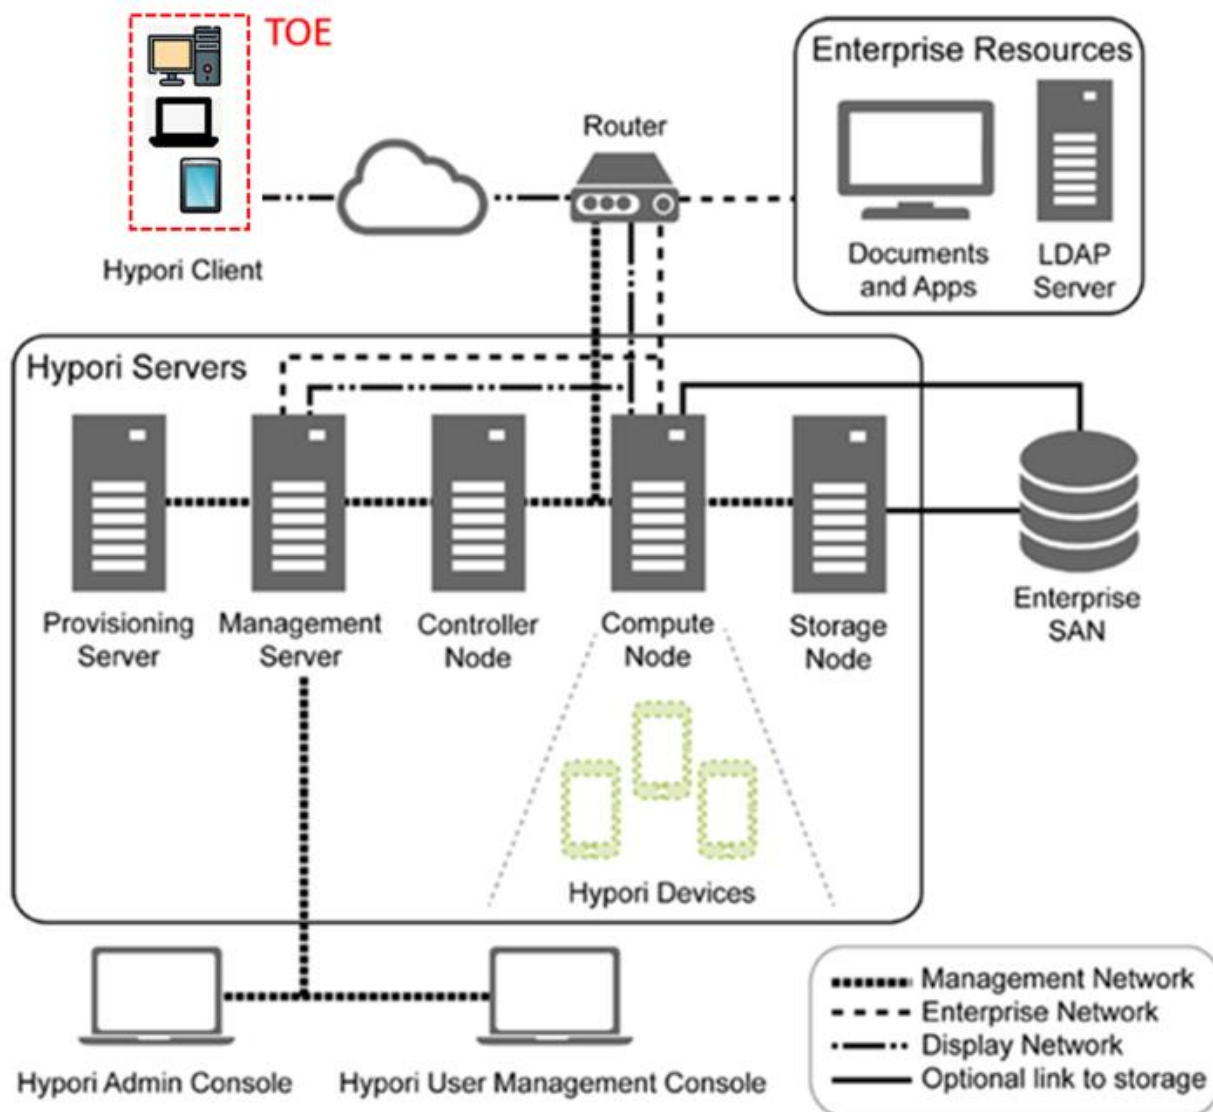 TOE
Enterprise Resources
Router
Documents
and Apps
LDAP
Server
Hypori Client
Hypori Servers
Provisioning
Server
Management
Server
Controller
Node
Compute
Node
Storage
Node
Enterprise
SAN
Hypori Devices
Management Network
Enterprise Network
Display Network
Optional link to storage
Hypori Admin Console
Hypori User Management Console